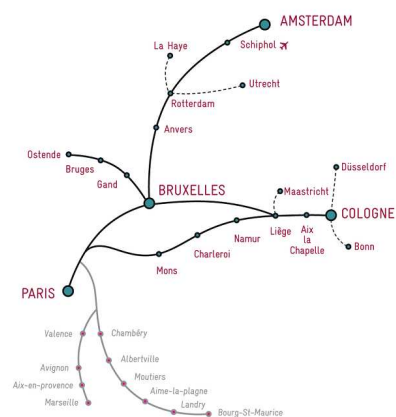 AMSTERDAM
La Haye
Schiphol
Utrecht
Rotterdam
Anvers
Ostende
Bruges
Gand
BRUXELLES
Düsseldorf
Maastricht
COLOGNE
Liège
Aix
la
Chapelle
Namur
Charleroi
Mons
Bonn
PARIS
Valence
Chambéry
Avignon
Albertville
Aix-en-provence
Moutiers
Marseille
Aime-la-plagne
Landry
Bourg-St-Maurice